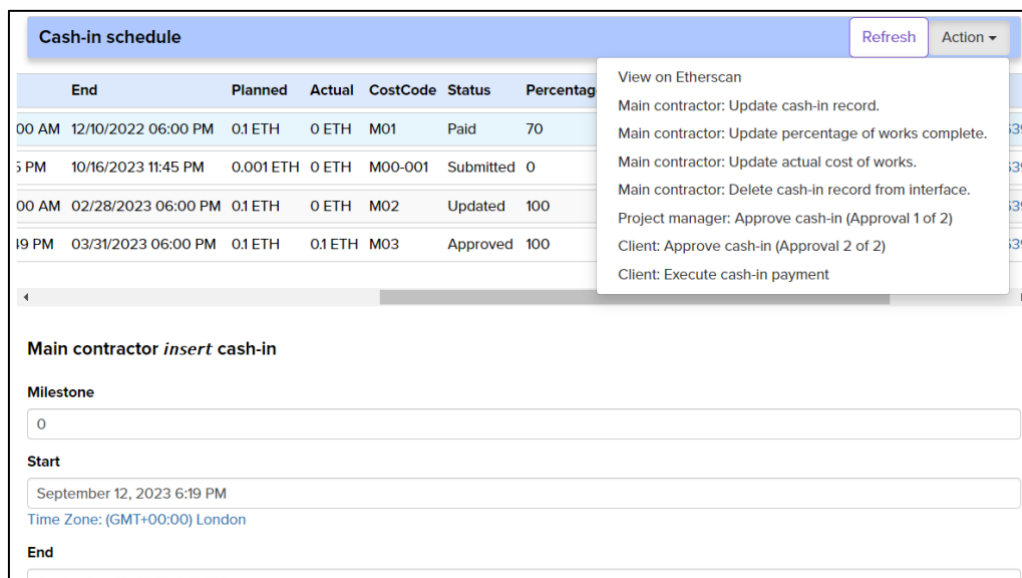 Cash-in schedule Refresh Action
End Planned Actual CostCode Status Percentag
00 AM 12/10/2022 06:00 PM 0.1 ETH 0 ETH M01 Paid 70
5 PM 10/16/2023 11:45 PM 0.001 ETH 0 ETH M00-001 Submitted 0
00 AM 02/28/2023 06:00 PM 0.1 ETH 0 ETH M02 Updated 100
49 PM 03/31/2023 06:00 PM 0.1 ETH 0.1 ETH M03 Approved 100
View on Etherscan
Main contractor: Update cash-in record.
Main contractor: Update percentage of works complete.
Main contractor: Update actual cost of works.
Main contractor: Delete cash-in record from interface.
Project manager: Approve cash-in (Approval 1 of 2)
Client: Approve cash-in (Approval 2 of 2)
Client: Execute cash-in payment
Main contractor insert cash-in
Milestone
0
Start
September 12, 2023 6:19 PM
Time Zone: (GMT+00:00) London
End